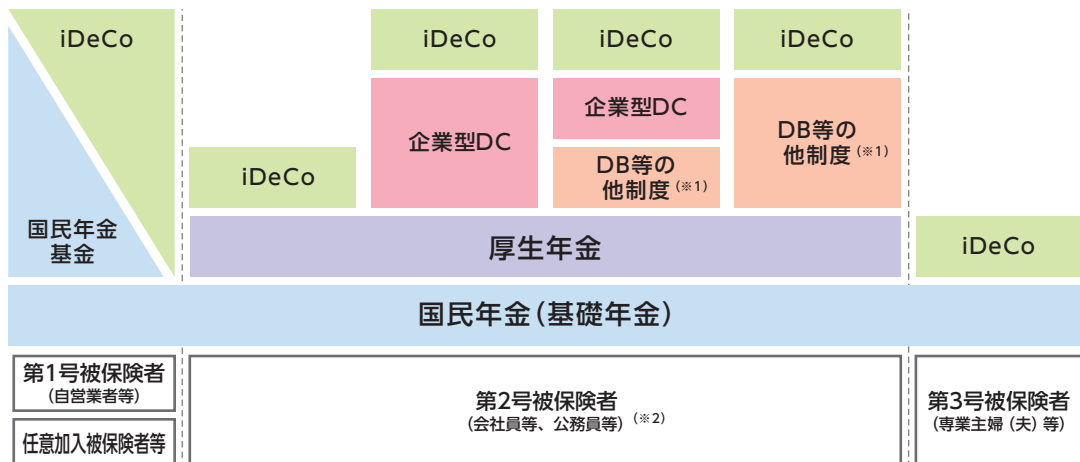 iDeCo
iDeCo
iDeCo
iDeCo
企業型DC
企業型DC
DB等の
他制度(※1)
DB等の
他制度(※1)
iDeCo
国民年金
基金
厚生年金
iDeCo
国民年金(基礎年金)
第1号被保険者
(自営業者等)
任意加入被保険者等
第2号被保険者
(会社員等、公務員等)(※2)
第3号被保険者
(専業主婦(夫)等)